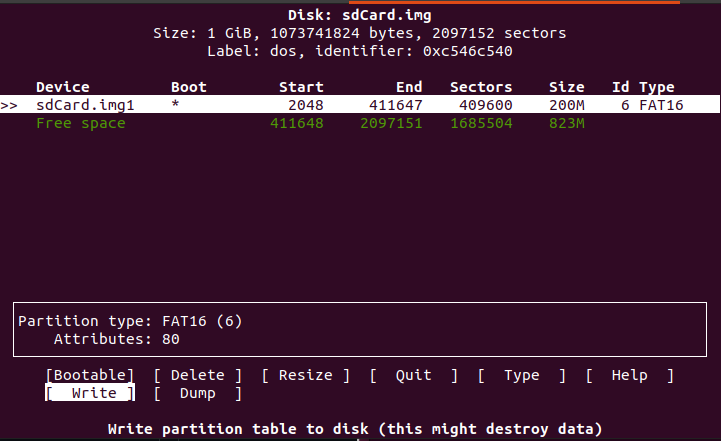 Disk: sdCard.img
Size: 1 GiB, 1073741824 bytes, 2097152 sectors
Label: dos, identifier: 0xc546c540
Device Boot Start End Sectors Size Id Type
>> sdCard.img1 * 2048 411647 409600 200M 6 FAT16
Free space 411648 2097151 1685504 823M
Partition type: FAT16 (6)
Attributes: 80
[Bootable] [ Delete ] [ Resize ] [ Quit ] [ Type ] [ Help ]
[ Write ] [ Dump ]
Write partition table to disk (this might destroy data)